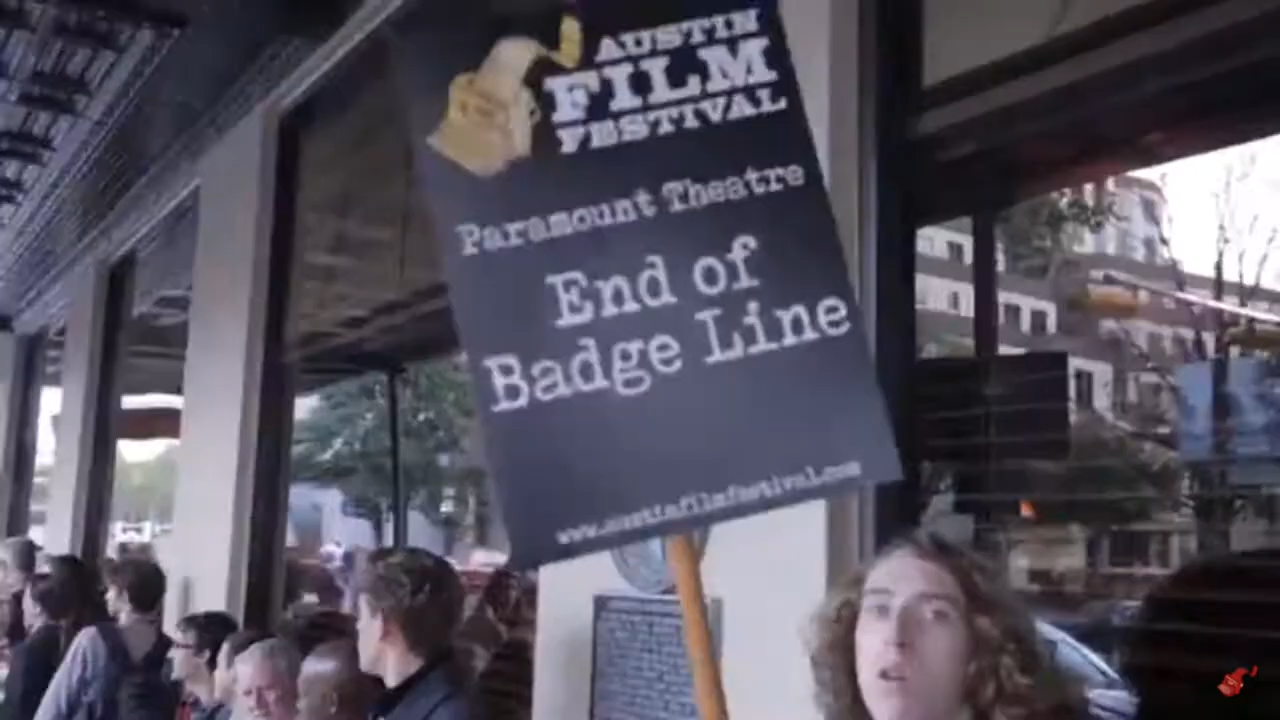 AUSTIN
FILM
FESTIVAL
Paramount Theatre
End of
Badge Line
www.austinfilmfestival.com